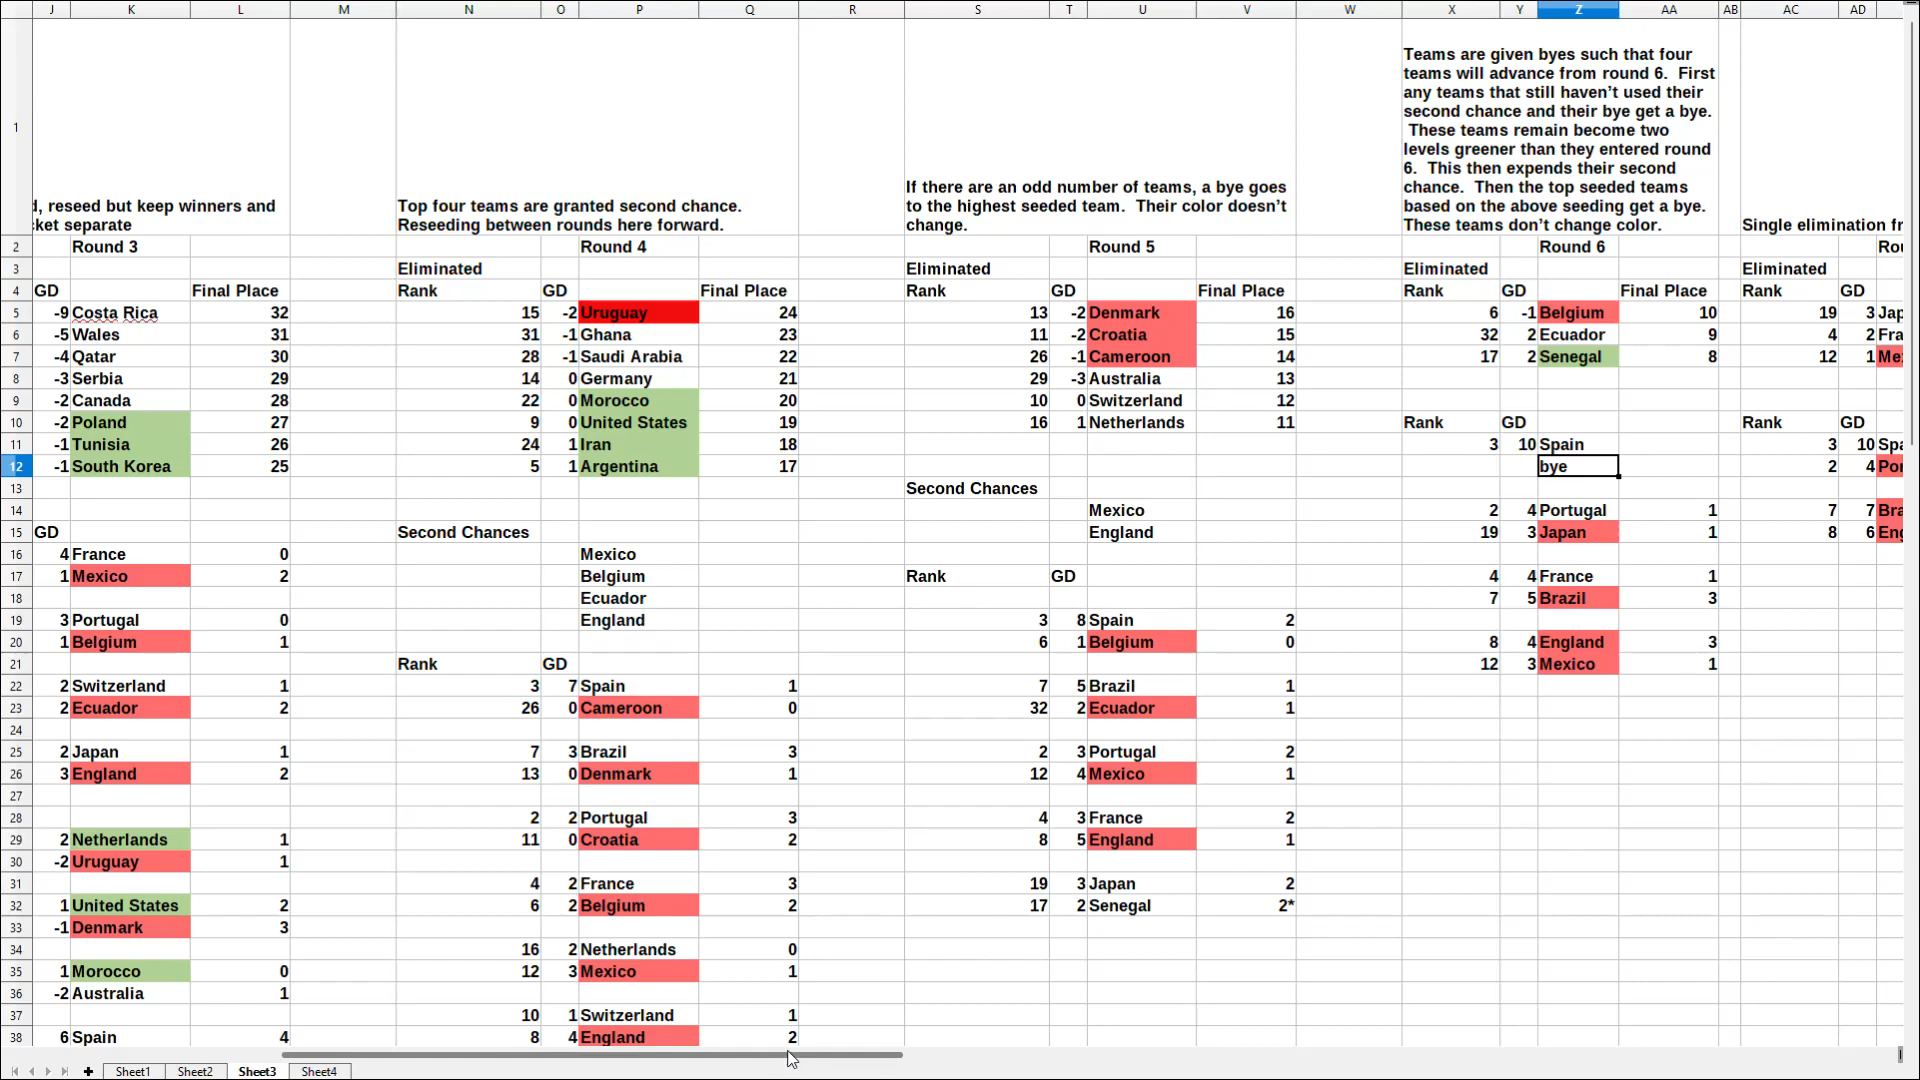 J K L M N O P Q R S T U V W X Y Z AA AB AC AD
1 d, reseed but keep winners and
ket separate
Top four teams are granted second chance.
Reseeding between rounds here forward.
If there are an odd number of teams, a bye goes
to the highest seeded team.  Their color doesn't
change.
Teams are given byes such that four
teams will advance from round 6.  First
any teams that still haven't used their
second chance and their bye get a bye.
These teams remain become two
levels greener than they entered round
6.  This then expends their second
chance.  Then the top seeded teams
based on the above seeding get a bye.
These teams don't change color.
Single elimination fr
2 Round 3 Round 4 Round 5 Round 6 Rou
3 Eliminated Eliminated Eliminated Eliminated
4 GD Final Place Rank GD Final Place Rank GD Final Place Rank GD Final Place Rank GD
5 -9 Costa Rica 32 15 -2 Uruguay 24 13 -2 Denmark 16 6 -1 Belgium 10 19 3 Jap
6 -5 Wales 31 31 -1 Ghana 23 11 -2 Croatia 15 32 2 Ecuador 9 4 2 Fra
7 -4 Qatar 30 28 -1 Saudi Arabia 22 26 -1 Cameroon 14 17 2 Senegal 8 12 1 Me
8 -3 Serbia 29 14 0 Germany 21 29 -3 Australia 13
9 -2 Canada 28 22 0 Morocco 20 10 0 Switzerland 12
10 -2 Poland 27 9 0 United States 19 16 1 Netherlands 11 Rank GD Rank GD
11 -1 Tunisia 26 24 1 Iran 18 3 10 Spain 3 10 Spa
12 -1 South Korea 25 5 1 Argentina 17 bye 2 4 Por
13 Second Chances
14 Mexico 2 4 Portugal 1 7 7 Bra
15 GD Second Chances England 19 3 Japan 1 8 6 Eng
16 4 France 0 Mexico
17 1 Mexico 2 Belgium Rank GD 4 4 France 1
18 Ecuador 7 5 Brazil 3
19 3 Portugal 0 England 3 8 Spain 2
20 1 Belgium 1 6 1 Belgium 0 8 4 England 3
21 Rank GD 12 3 Mexico 1
22 2 Switzerland 1 3 7 Spain 1 7 5 Brazil 1
23 2 Ecuador 2 26 0 Cameroon 0 32 2 Ecuador 1
24
25 2 Japan 1 7 3 Brazil 3 2 3 Portugal 2
26 3 England 2 13 0 Denmark 1 12 4 Mexico 1
27
28 2 2 Portugal 3 4 3 France 2
29 2 Netherlands 1 11 0 Croatia 2 8 5 England 1
30 -2 Uruguay 1
31 4 2 France 3 19 3 Japan 2
32 1 United States 2 6 2 Belgium 2 17 2 Senegal 2*
33 -1 Denmark 3
34 16 2 Netherlands 0
35 1 Morocco 0 12 3 Mexico 1
36 -2 Australia 1
37 10 1 Switzerland 1
38 6 Spain 4 8 4 England 2
Sheet1 Sheet2 Sheet3 Sheet4